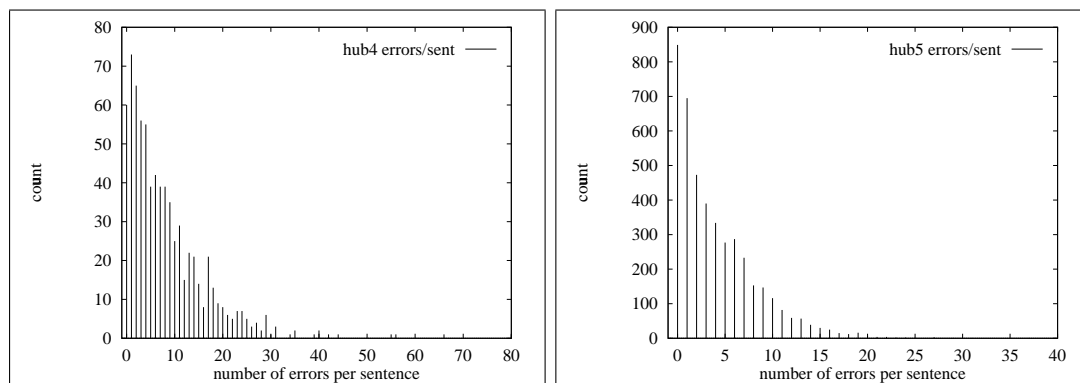 80
70
60
50
40
30
20
10
0
count
hub4 errors/sent
0 10 20 30 40 50 60 70 80
number of errors per sentence
900
800
700
600
500
400
300
200
100
0
count
hub5 errors/sent
0 5 10 15 20 25 30 35 40
number of errors per sentence